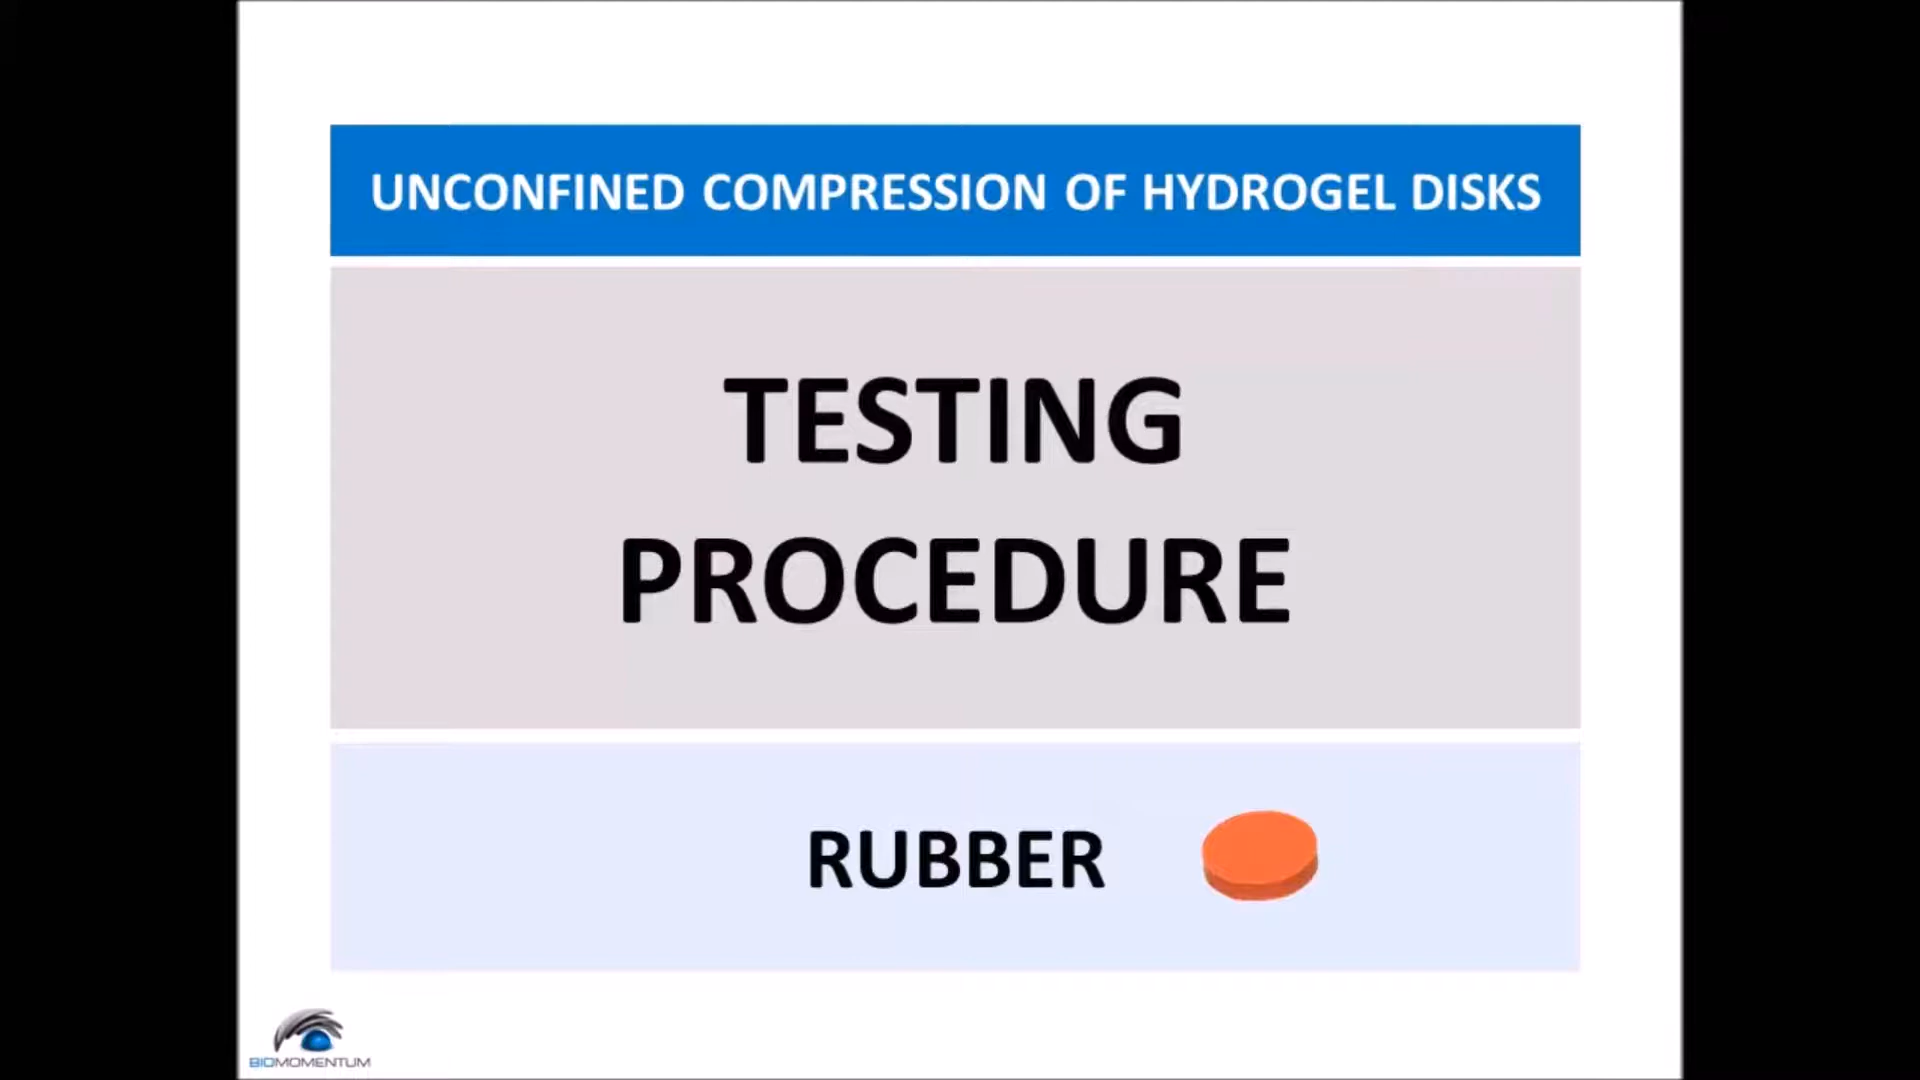 UNCONFINED COMPRESSION OF HYDROGEL DISKS
TESTING
PROCEDURE
RUBBER
BIOMOMENTUM